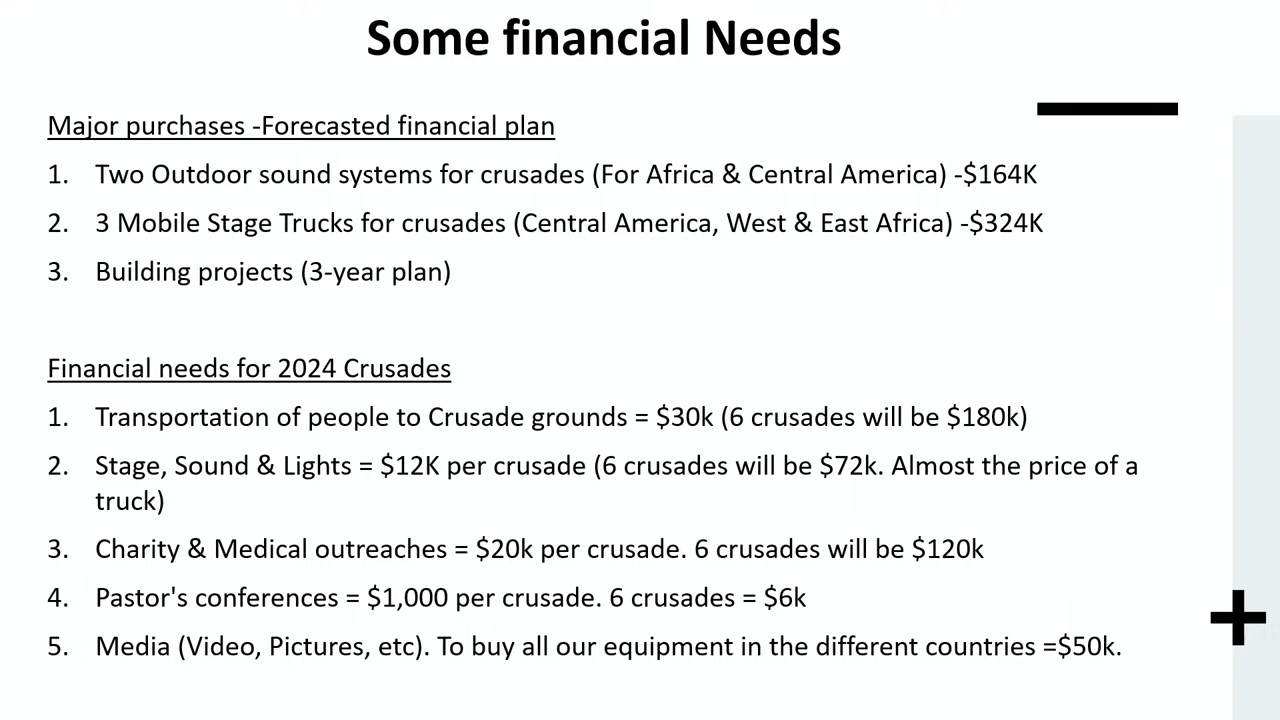 Some financial Needs
Major purchases -Forecasted financial plan
1. Two Outdoor sound systems for crusades (For Africa & Central America) -$164K
2. 3 Mobile Stage Trucks for crusades (Central America, West & East Africa) -$324K
3. Building projects (3-year plan)
Financial needs for 2024 Crusades
1. Transportation of people to Crusade grounds = $30k (6 crusades will be $180k)
2. Stage, Sound & Lights = $12K per crusade (6 crusades will be $72k. Almost the price of a
truck)
3. Charity & Medical outreaches = $20k per crusade. 6 crusades will be $120k
4. Pastor's conferences = $1,000 per crusade. 6 crusades = $6k
5. Media (Video, Pictures, etc). To buy all our equipment in the different countries =$50k.